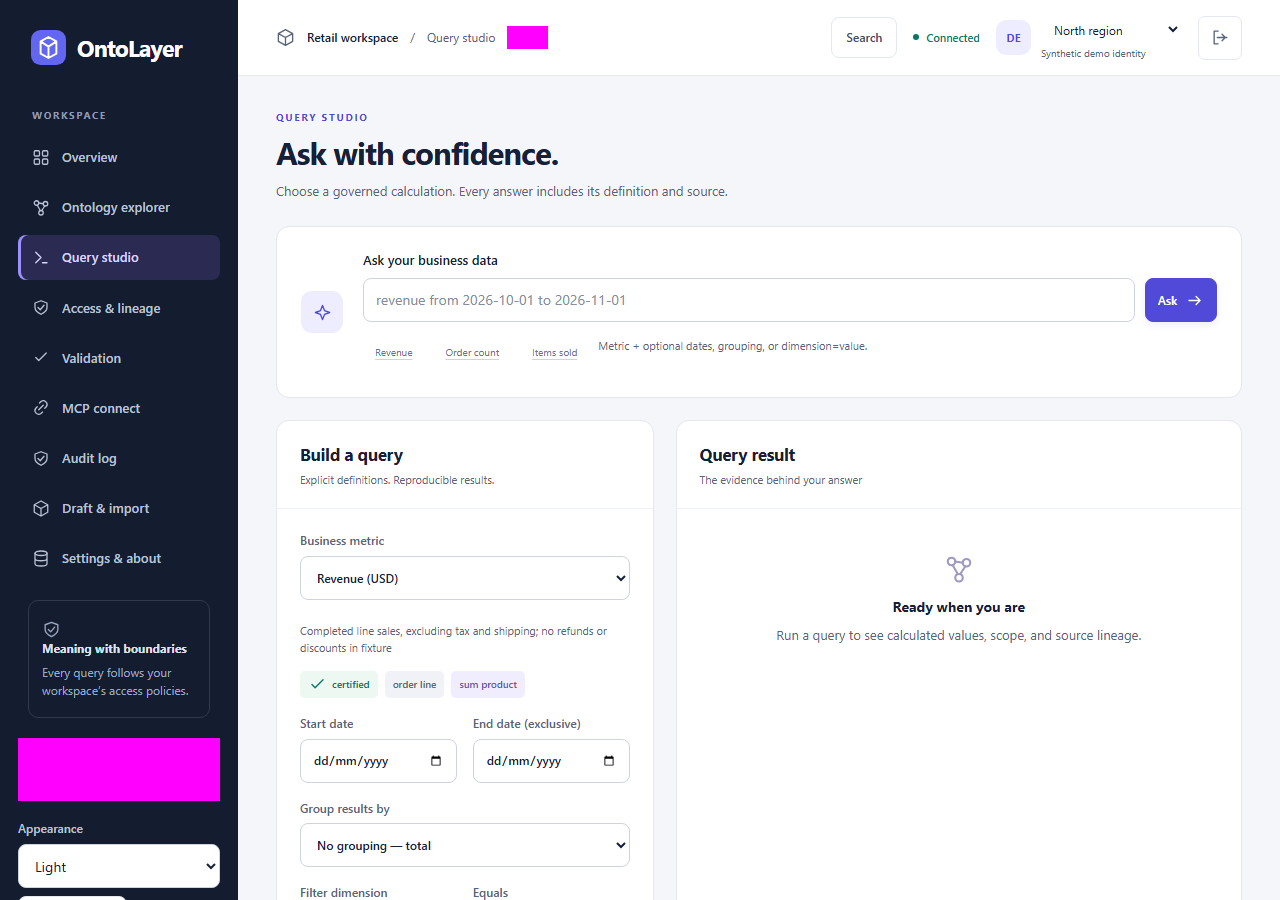 OntoLayer
WORKSPACE
Overview
Ontology explorer
Query studio
Access & lineage
Validation
MCP connect
Audit log
Draft & import
Settings & about
Meaning with boundaries
Every query follows your
workspace's access policies.
Appearance
Light
Retail workspace / Query studio
Search
Connected
DE
North region
Synthetic demo identity
QUERY STUDIO
Ask with confidence.
Choose a governed calculation. Every answer includes its definition and source.
Ask your business data
revenue from 2026-10-01 to 2026-11-01
Ask
Revenue
Order count
Items sold
Metric + optional dates, grouping, or dimension=value.
Build a query
Explicit definitions. Reproducible results.
Business metric
Revenue (USD)
Completed line sales, excluding tax and shipping; no refunds or
discounts in fixture
certified
order line
sum product
Start date
End date (exclusive)
dd/mm/yyyy
dd/mm/yyyy
Group results by
No grouping — total
Filter dimension
Equals
Query result
The evidence behind your answer
Ready when you are
Run a query to see calculated values, scope, and source lineage.